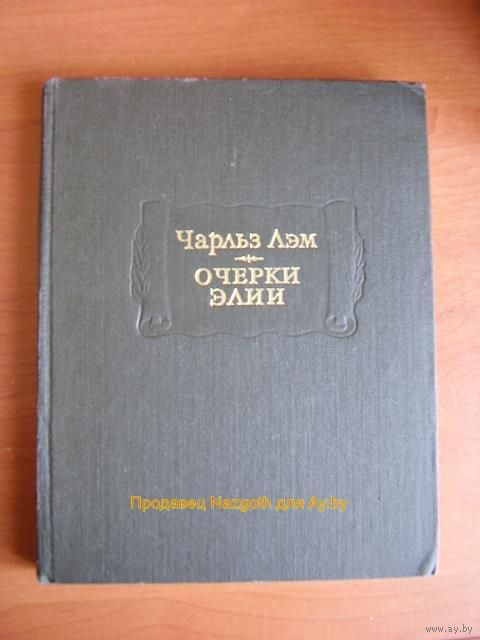 Чарльз Лэм
ОЧЕРКИ
ЭЛИИ
Продавец Nazgoth для Ay.by
www.ay.by